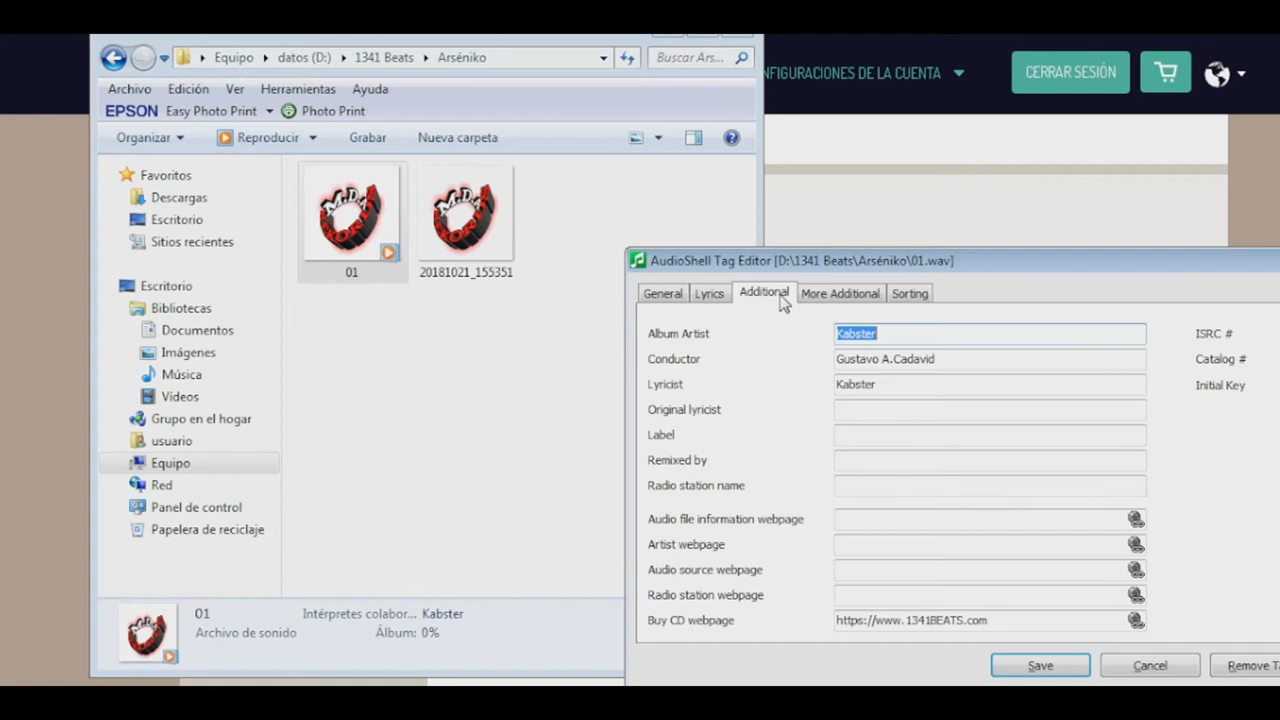 Equipo datos (D:) 1341 Beats Arséniko Buscar Ars...
NFIGURACIONES DE LA CUENTA CERRAR SESIÓN
Archivo Edición Ver Herramientas Ayuda
EPSON Easy Photo Print Photo Print
Organizar Reproducir Grabar Nueva carpeta
Favoritos
Descargas
Escritorio
Sitios recientes
Escritorio
Bibliotecas
Documentos
Imágenes
Música
Vídeos
Grupo en el hogar
usuario
Equipo
Red
Panel de control
Papelera de reciclaje
01 20181021_155351
01 Intérpretes colabor... Kabster
Archivo de sonido Álbum: 0%
AudioShell Tag Editor [D:\1341 Beats\Arséniko\01.wav]
General Lyrics Additional More Additional Sorting
Album Artist Kabster ISRC #
Conductor Gustavo A.Cadavid Catalog #
Lyricist Kabster Initial Key
Original lyricist
Label
Remixed by
Radio station name
Audio file information webpage
Artist webpage
Audio source webpage
Radio station webpage
Buy CD webpage https://www.1341BEATS.com
Save Cancel Remove T